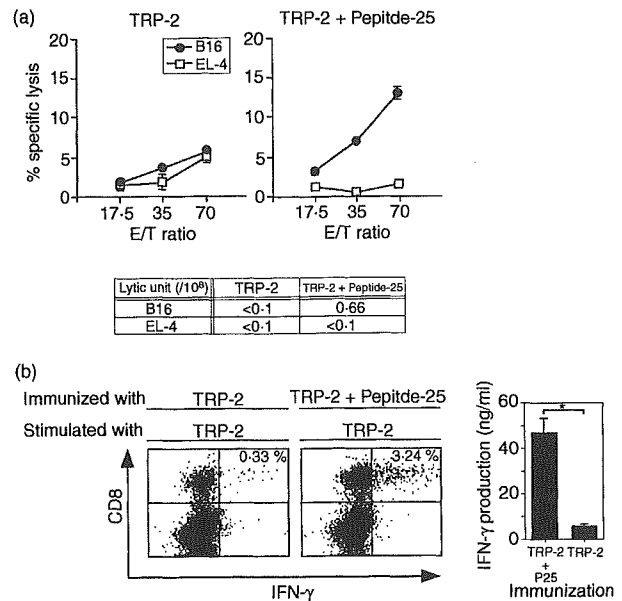 (a)
TRP-2
TRP-2 + Pepitde-25
20
15
10
5
0
% specific lysis
B16
EL-4
17·5 35 70
E/T ratio
20
15
10
5
0
17·5 35 70
E/T ratio
Lytic unit (/10⁸) TRP-2 TRP-2 + Peptide-25
B16 <0·1 0·66
EL-4 <0·1 <0·1
(b)
Immunized with TRP-2 TRP-2 + Pepitde-25
Stimulated with TRP-2 TRP-2
0·33 % 3·24 %
CD8
IFN-γ
60
40
20
0
IFN-γ production (ng/ml)
*
TRP-2 + P25
TRP-2
Immunization